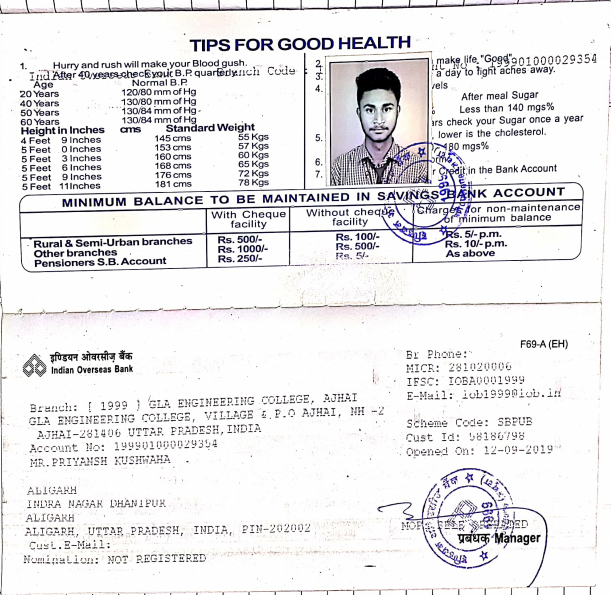 TIPS FOR GOOD HEALTH
1. Hurry and rush will make your Blood gush.
After 40 years check your B.P. quarterly.
Branch Code :
Age Normal B.P.
20 Years 120/80 mm of Hg
40 Years 130/80 mm of Hg
50 Years 130/84 mm of Hg
60 Years 130/84 mm of Hg
Height in Inches cms Standard Weight
4 Feet 9 Inches 145 cms 55 Kgs
5 Feet 0 Inches 153 cms 57 Kgs
5 Feet 3 Inches 160 cms 60 Kgs
5 Feet 6 Inches 168 cms 65 Kgs
5 Feet 9 Inches 176 cms 72 Kgs
5 Feet 11 Inches 181 cms 78 Kgs
2. make life "Good"
No : 199901000029354
3. a day to fight aches away.
4. vels
After meal Sugar
Less than 140 mgs%
5. ars check your Sugar once a year
lower is the cholesterol.
180 mgs%
6.
7. r Credit in the Bank Account
MINIMUM BALANCE TO BE MAINTAINED IN SAVINGS BANK ACCOUNT
With Cheque facility Without cheque facility Charges for non-maintenance of minimum balance
Rural & Semi-Urban branches Rs. 500/- Rs. 100/- Rs. 5/- p.m.
Other branches Rs. 1000/- Rs. 500/- Rs. 10/- p.m.
Pensioners S.B. Account Rs. 250/- Rs. 5/- As above
F69-A (EH)
इण्डियन ओवरसीज़ बैंक
Indian Overseas Bank
Br Phone:
MICR: 281020006
IFSC: IOBA0001999
E-Mail: iob1999@iob.in
Branch: [ 1999 ] GLA ENGINEERING COLLEGE, AJHAI
GLA ENGINEERING COLLEGE, VILLAGE & P.O AJHAI, NH -2
AJHAI-281406 UTTAR PRADESH, INDIA
Account No: 199901000029354
MR.PRIYANSH KUSHWAHA
Scheme Code: SBPUB
Cust Id: 58186798
Opened On: 12-09-2019
ALIGARH
INDRA NAGAR DHANIPUR
ALIGARH
ALIGARH, UTTAR PRADESH, INDIA, PIN-202002
Cust.E-Mail:
Nomination: NOT REGISTERED
1999
प्रबंधक Manager